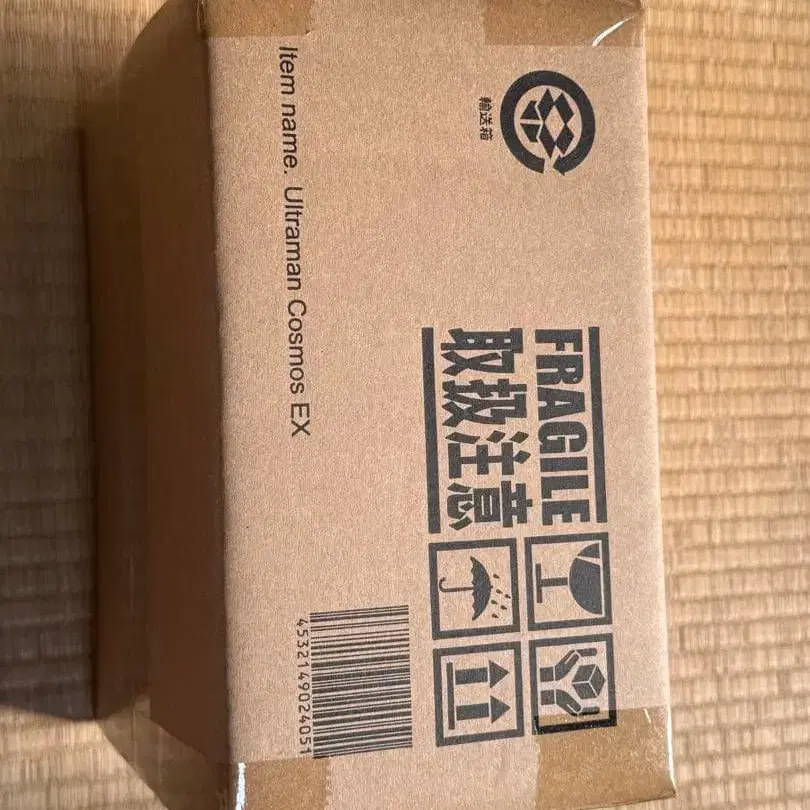 輸送箱
Item name. Ultraman Cosmos EX
FRAGILE
取扱注意
4532149024051